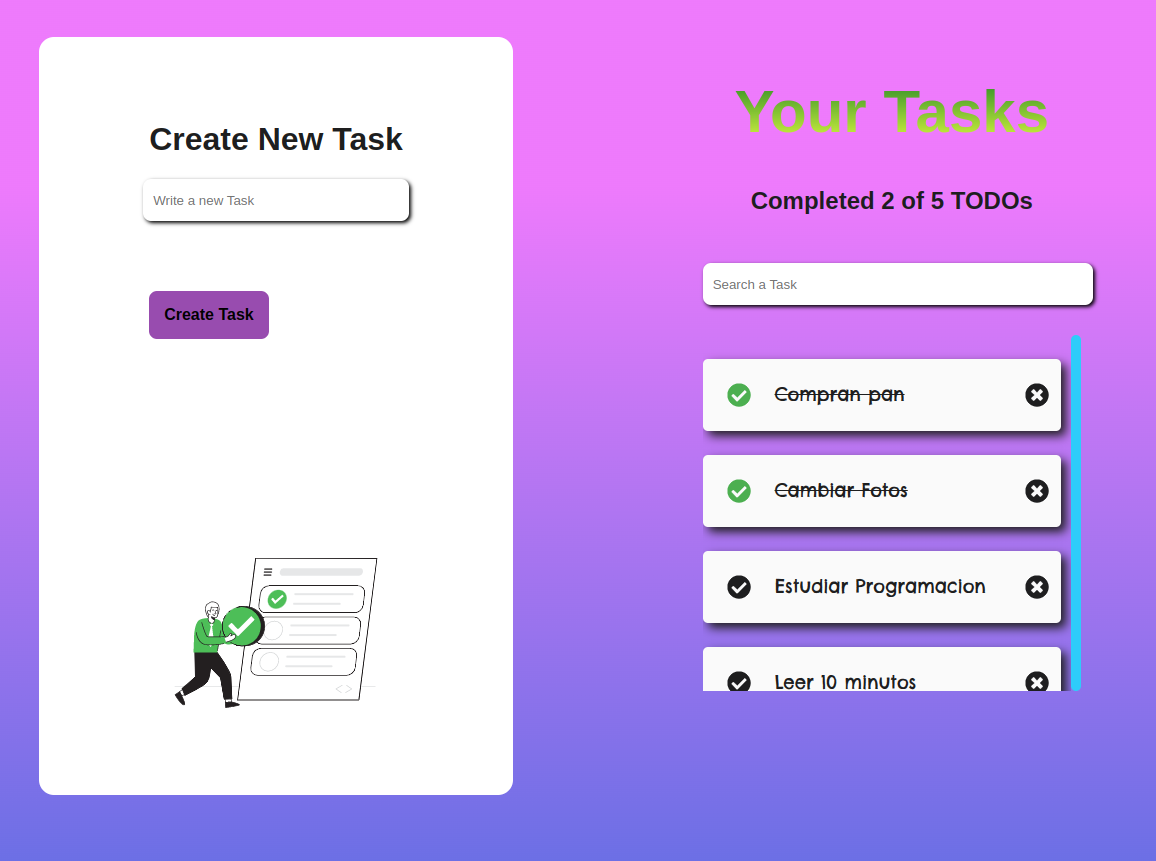 Create New Task
Write a new Task
Create Task
Your Tasks
Completed 2 of 5 TODOs
Search a Task
Compran pan
Cambiar Fotos
Estudiar Programacion
Leer 10 minutos